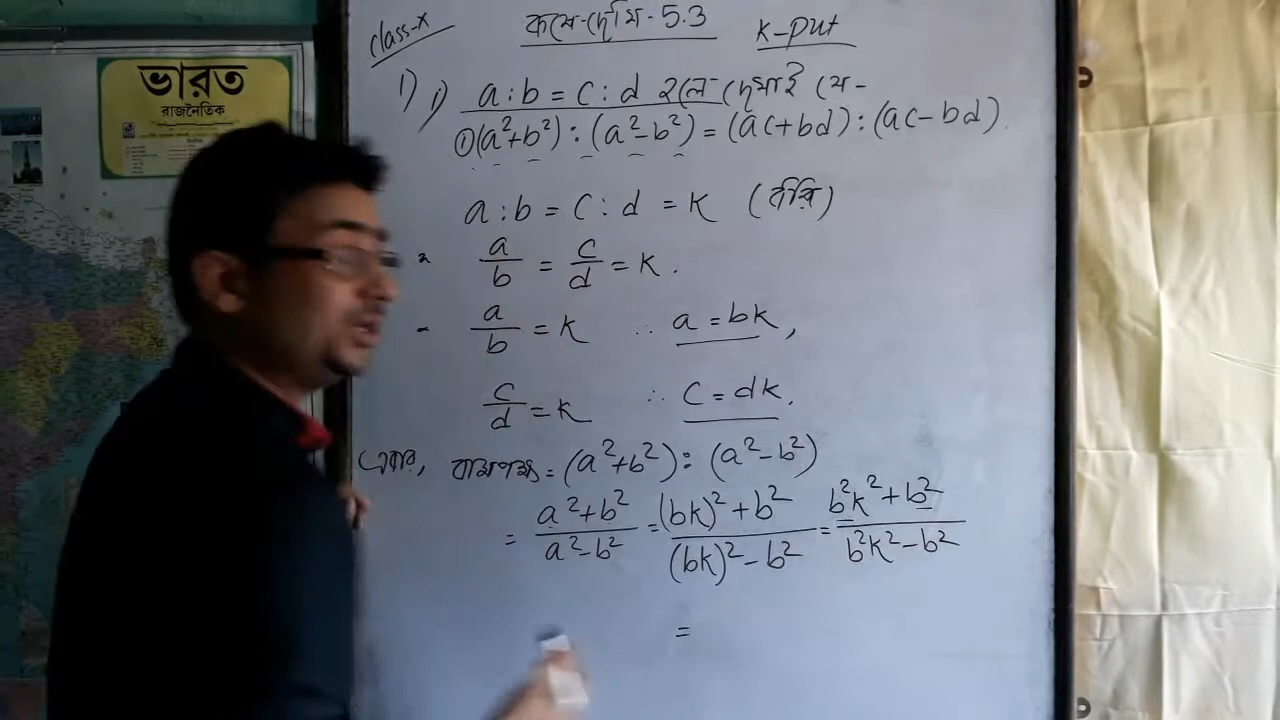 ভারত
রাজনৈতিক
class-x
কষে দেখি - 5.3
K-Put
1) i) a : b = c : d হলে দেখাই যে -
①(a²+b²) : (a²-b²) = (ac+bd) : (ac-bd)
a : b = c : d = K (ধরি)
a/b = c/d = K.
a/b = K ∴ a = bk,
c/d = K ∴ c = dk.
এবার, বামপক্ষ = (a²+b²) : (a²-b²)
= a²+b²/a²-b² = (bk)²+b²/(bk)²-b² = b²k²+b²/b²k²-b²
=